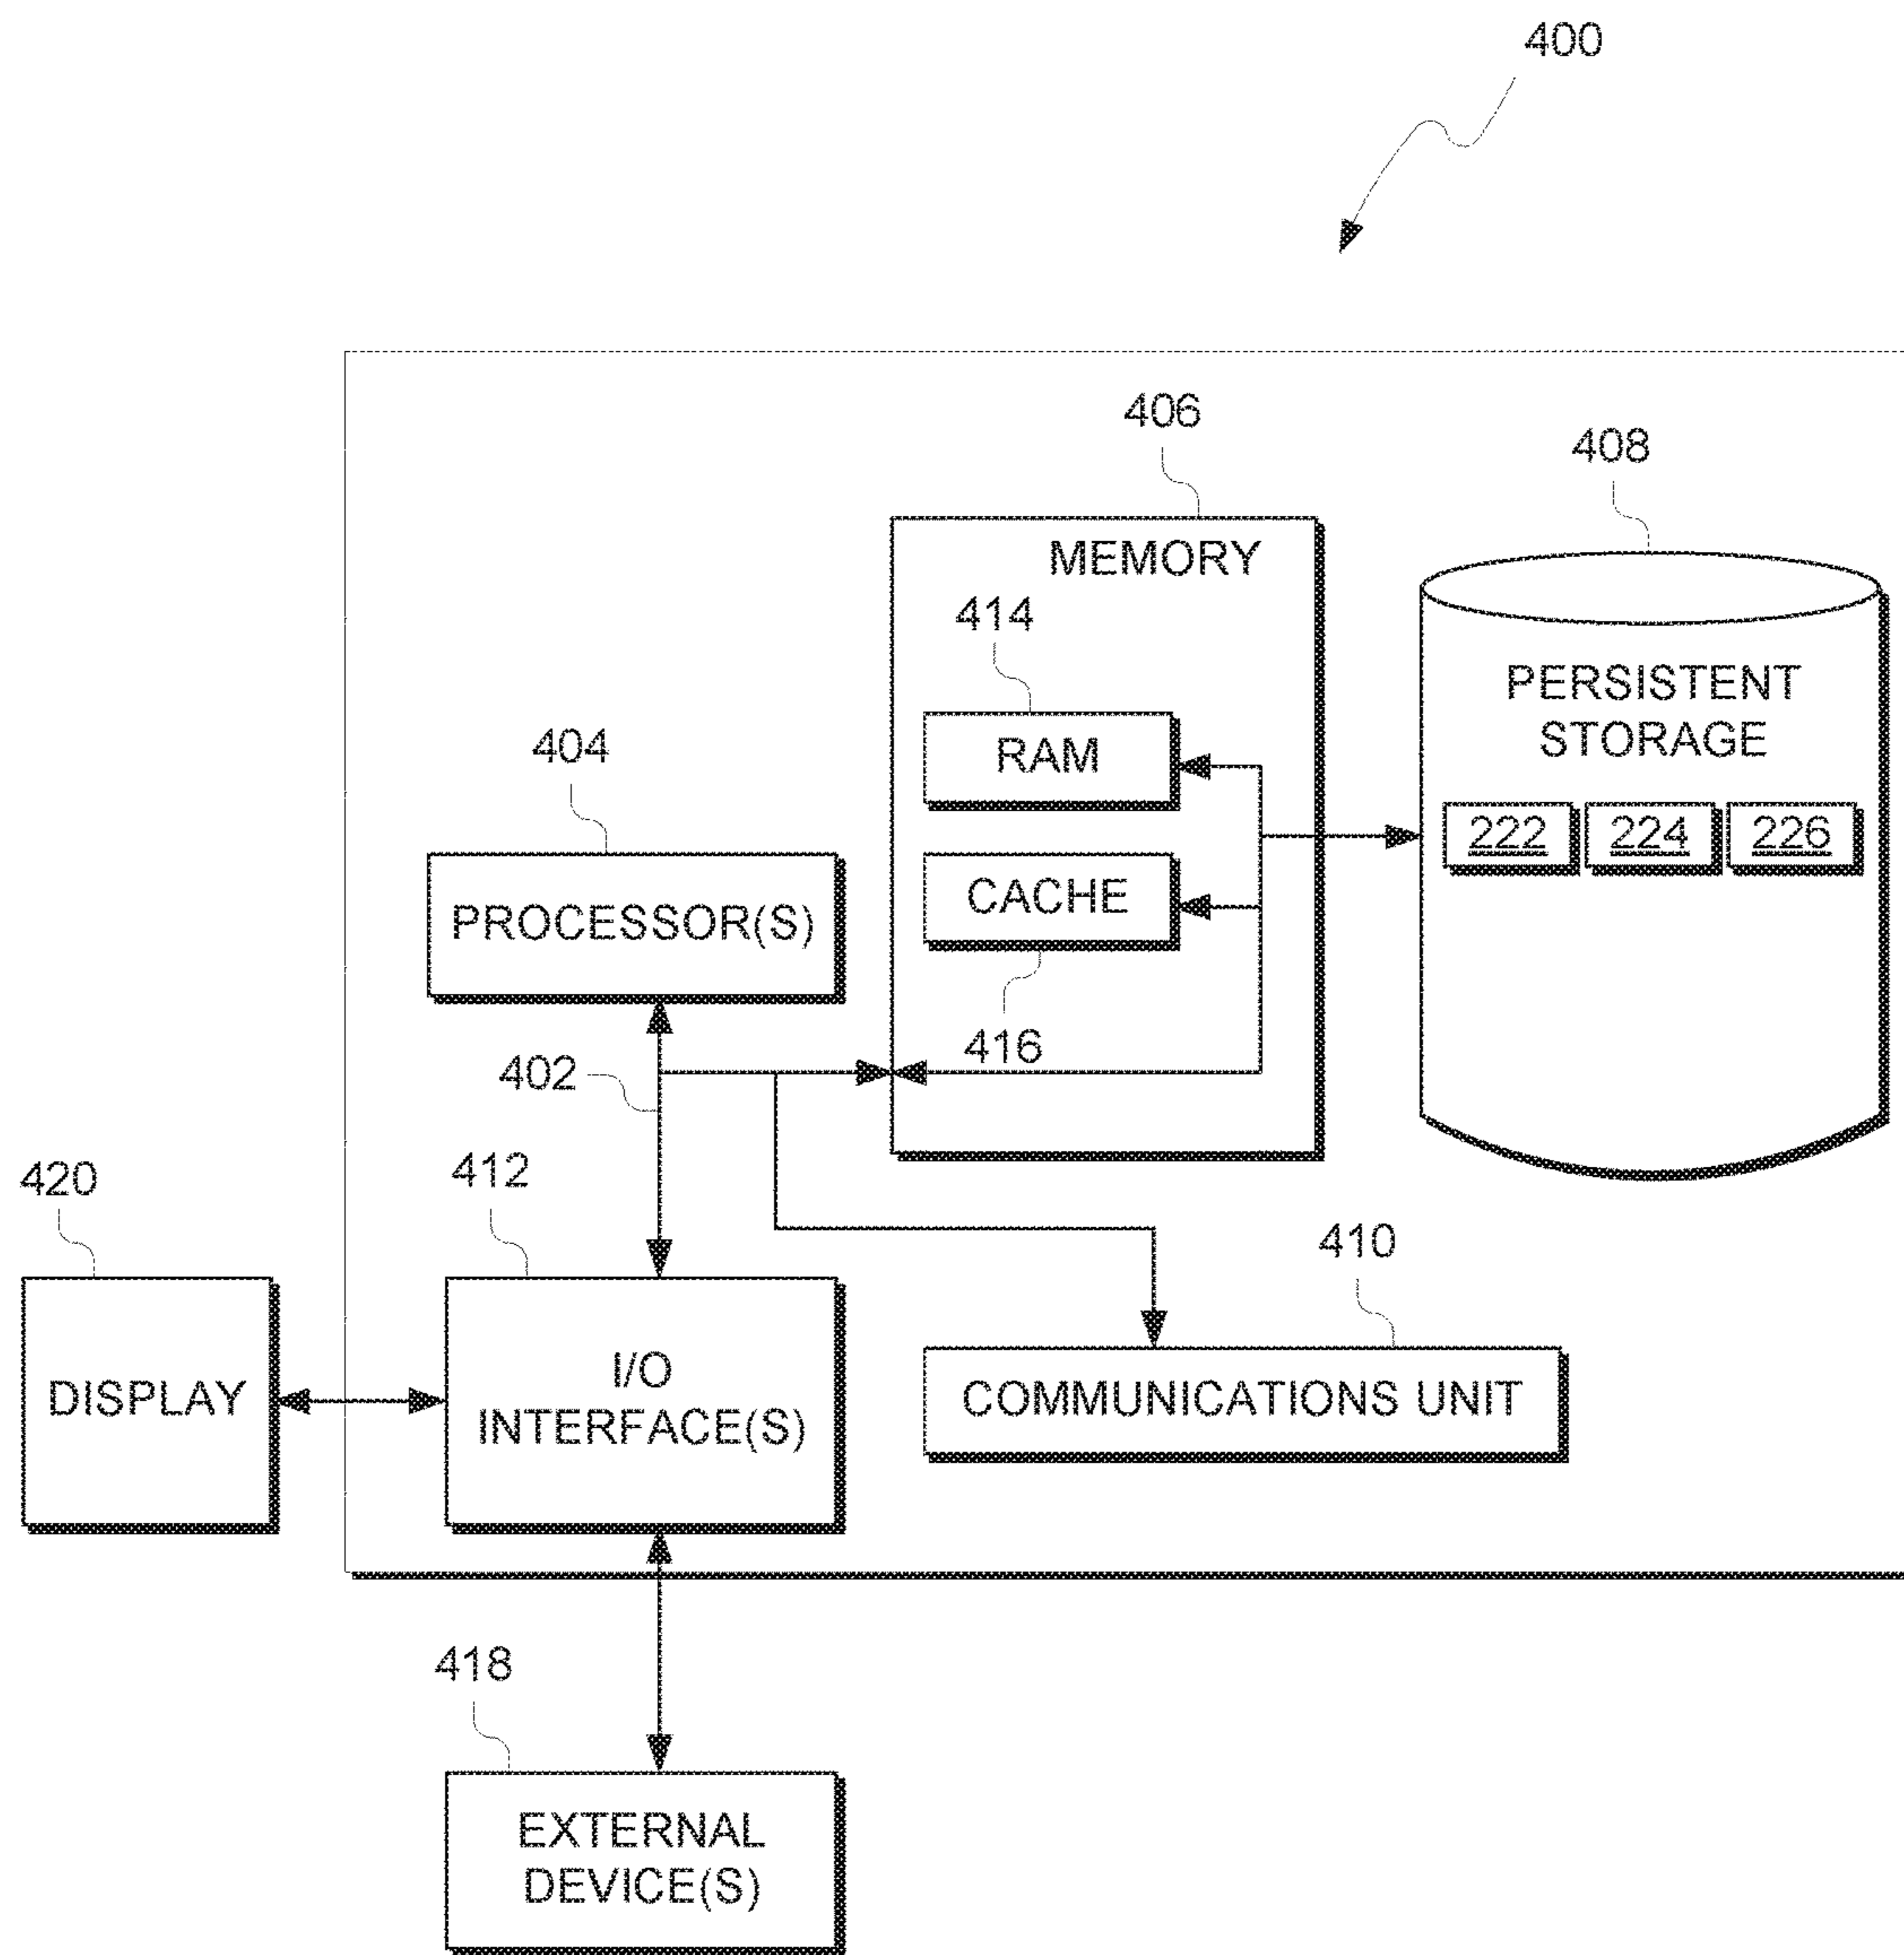 400
406
408
MEMORY
414
RAM
PERSISTENT
STORAGE
404
222 224 226
CACHE
PROCESSOR(S)
416
402
420
412
410
DISPLAY
I/O
INTERFACE(S)
COMMUNICATIONS UNIT
418
EXTERNAL
DEVICE(S)